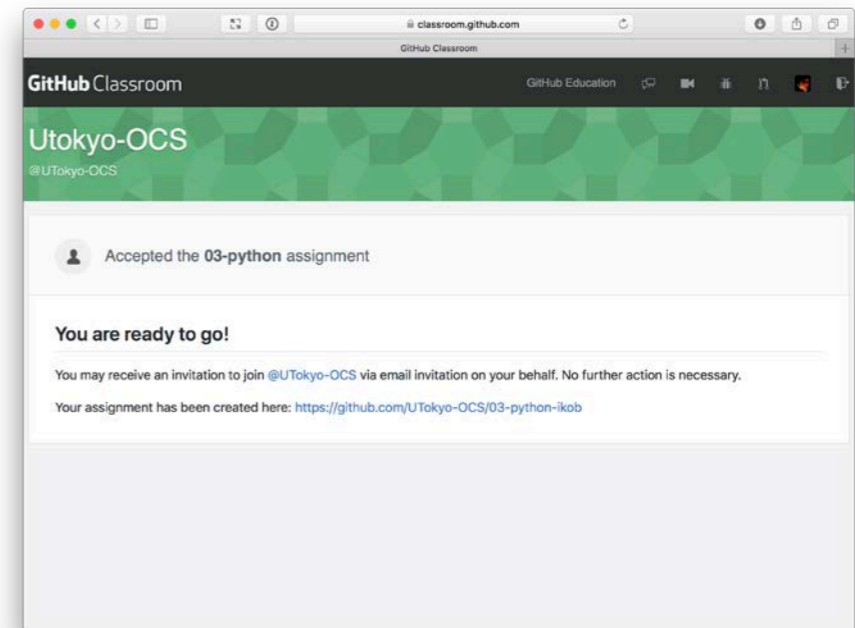 classroom.github.com
GitHub Classroom
GitHub Classroom
GitHub Education
Utokyo-OCS
@UTokyo-OCS
Accepted the 03-python assignment
You are ready to go!
You may receive an invitation to join @UTokyo-OCS via email invitation on your behalf. No further action is necessary.
Your assignment has been created here: https://github.com/UTokyo-OCS/03-python-ikob